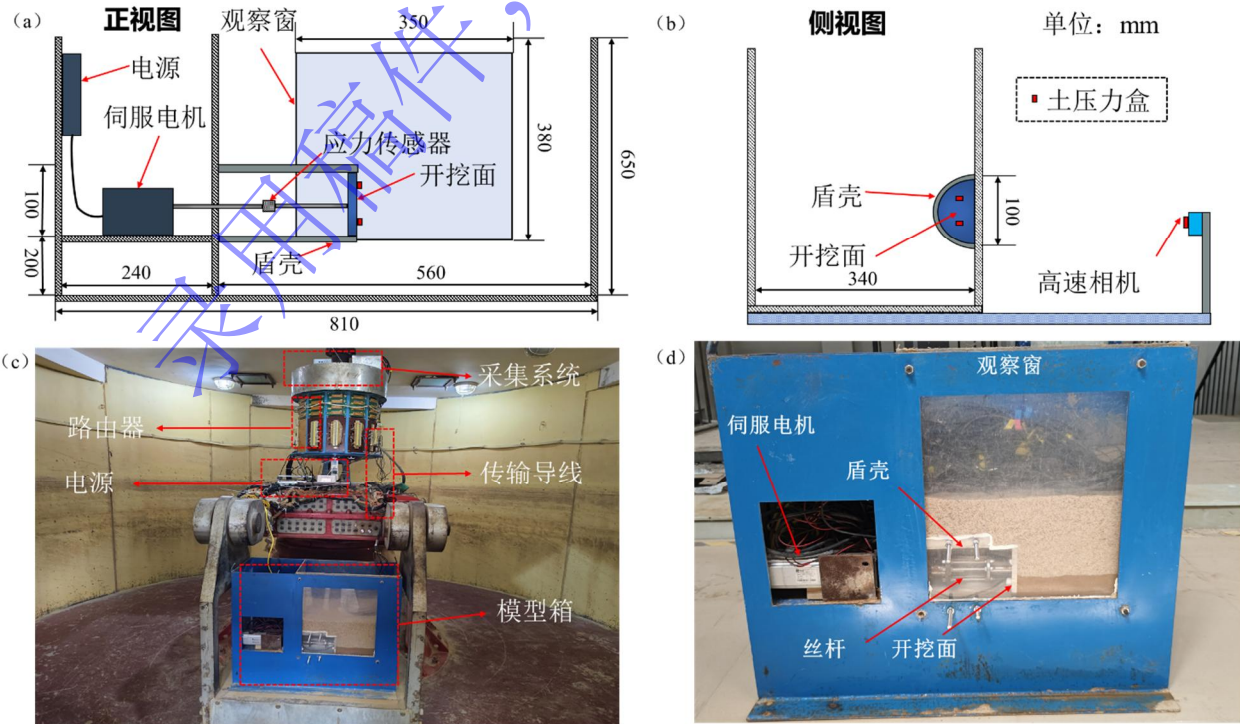 (a)
正视图
观察窗
350
电源
伺服电机
应力传感器
开挖面
380
650
100
200
盾壳
240
560
810
(b)
侧视图
单位：mm
土压力盒
盾壳
100
开挖面
340
高速相机
录用稿件，
(c)
采集系统
路由器
电源
传输导线
模型箱
(d)
观察窗
伺服电机
盾壳
丝杆
开挖面